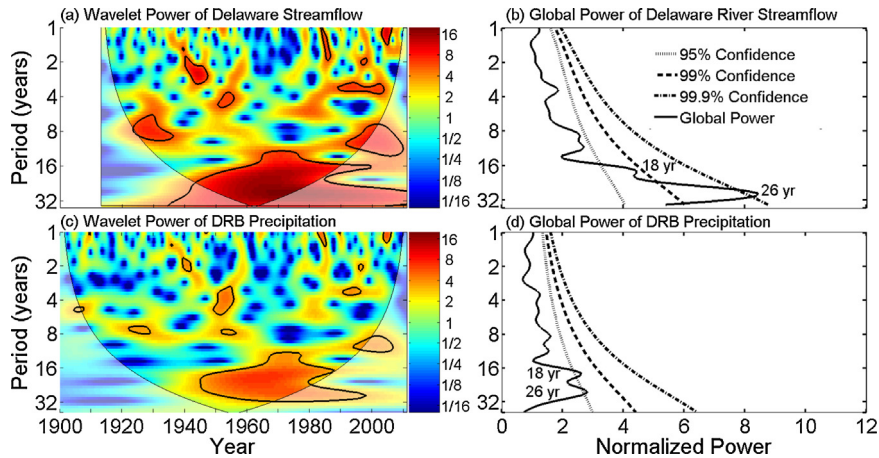 (a) Wavelet Power of Delaware Streamflow
(b) Global Power of Delaware River Streamflow
Period (years)
1
2
4
8
16
32
16
8
4
2
1
1/2
1/4
1/8
1/16
1
2
4
8
16
32
95% Confidence
99% Confidence
99.9% Confidence
Global Power
18 yr
26 yr
(c) Wavelet Power of DRB Precipitation
(d) Global Power of DRB Precipitation
Period (years)
1
2
4
8
16
32
16
8
4
2
1
1/2
1/4
1/8
1/16
1
2
4
8
16
32
18 yr
26 yr
1900 1920 1940 1960 1980 2000
0 2 4 6 8 10 12
Year
Normalized Power